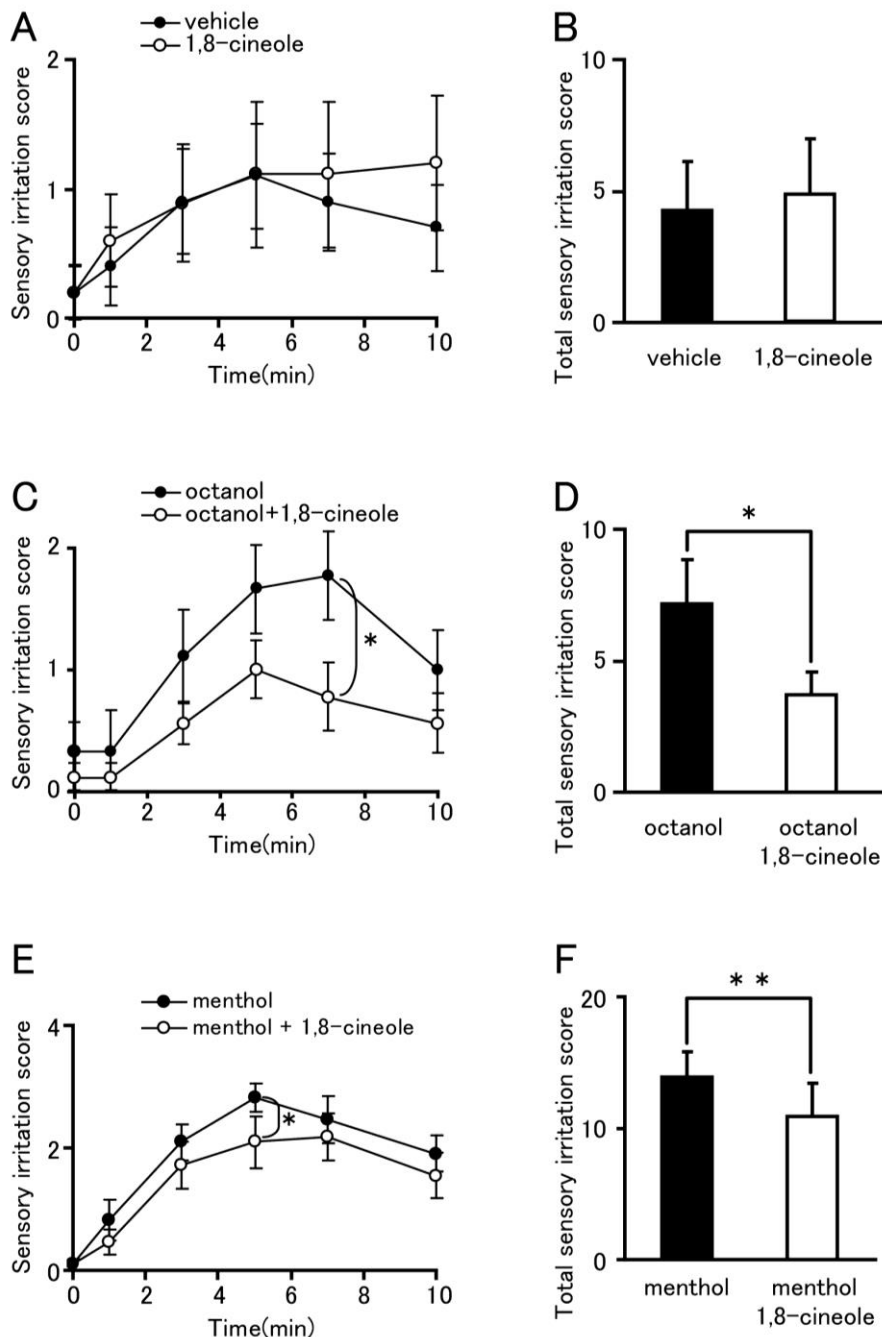 A
vehicle
1,8-cineole
Sensory irritation score
2
1
0
0 2 4 6 8 10
Time(min)
B
Total sensory irritation score
10
5
0
vehicle 1,8-cineole
C
octanol
octanol+1,8-cineole
Sensory irritation score
2
1
0
*
0 2 4 6 8 10
Time(min)
D
Total sensory irritation score
10
5
0
*
octanol octanol
1,8-cineole
E
menthol
menthol + 1,8-cineole
Sensory irritation score
4
2
0
*
0 2 4 6 8 10
Time(min)
F
Total sensory irritation score
20
10
0
* *
menthol menthol
1,8-cineole